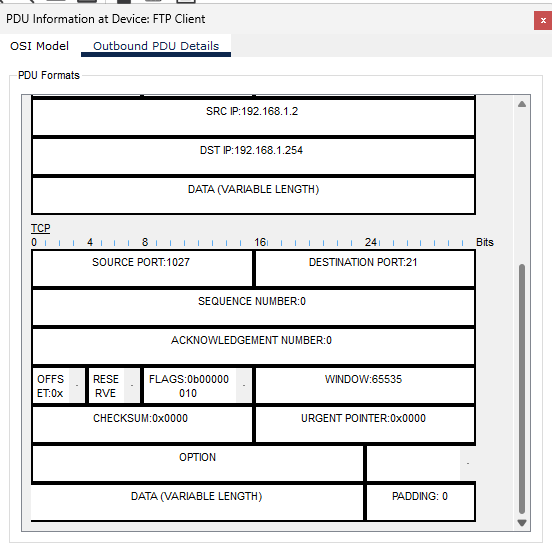 PDU Information at Device: FTP Client
x
OSI Model Outbound PDU Details
PDU Formats
SRC IP:192.168.1.2
DST IP:192.168.1.254
DATA (VARIABLE LENGTH)
TCP
0 4 8 16 24 Bits
SOURCE PORT:1027 DESTINATION PORT:21
SEQUENCE NUMBER:0
ACKNOWLEDGEMENT NUMBER:0
OFFS RESE FLAGS:0b00000 WINDOW:65535
ET:0x RVE 010
CHECKSUM:0x0000 URGENT POINTER:0x0000
OPTION
DATA (VARIABLE LENGTH) PADDING: 0